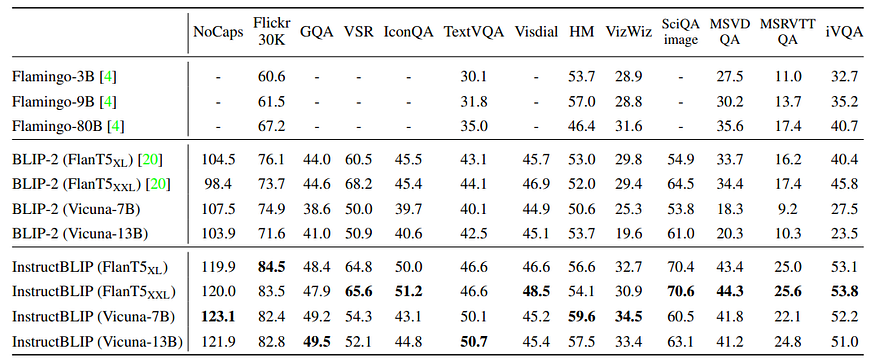 NoCaps Flickr 30K GQA VSR IconQA TextVQA Visdial HM VizWiz SciQA image MSVD QA MSRVTT QA iVQA
Flamingo-3B [4] - 60.6 - - - 30.1 - 53.7 28.9 - 27.5 11.0 32.7
Flamingo-9B [4] - 61.5 - - - 31.8 - 57.0 28.8 - 30.2 13.7 35.2
Flamingo-80B [4] - 67.2 - - - 35.0 - 46.4 31.6 - 35.6 17.4 40.7
BLIP-2 (FlanT5XL) [20] 104.5 76.1 44.0 60.5 45.5 43.1 45.7 53.0 29.8 54.9 33.7 16.2 40.4
BLIP-2 (FlanT5XXL) [20] 98.4 73.7 44.6 68.2 45.4 44.1 46.9 52.0 29.4 64.5 34.4 17.4 45.8
BLIP-2 (Vicuna-7B) 107.5 74.9 38.6 50.0 39.7 40.1 44.9 50.6 25.3 53.8 18.3 9.2 27.5
BLIP-2 (Vicuna-13B) 103.9 71.6 41.0 50.9 40.6 42.5 45.1 53.7 19.6 61.0 20.3 10.3 23.5
InstructBLIP (FlanT5XL) 119.9 84.5 48.4 64.8 50.0 46.6 46.6 56.6 32.7 70.4 43.4 25.0 53.1
InstructBLIP (FlanT5XXL) 120.0 83.5 47.9 65.6 51.2 46.6 48.5 54.1 30.9 70.6 44.3 25.6 53.8
InstructBLIP (Vicuna-7B) 123.1 82.4 49.2 54.3 43.1 50.1 45.2 59.6 34.5 60.5 41.8 22.1 52.2
InstructBLIP (Vicuna-13B) 121.9 82.8 49.5 52.1 44.8 50.7 45.4 57.5 33.4 63.1 41.2 24.8 51.0